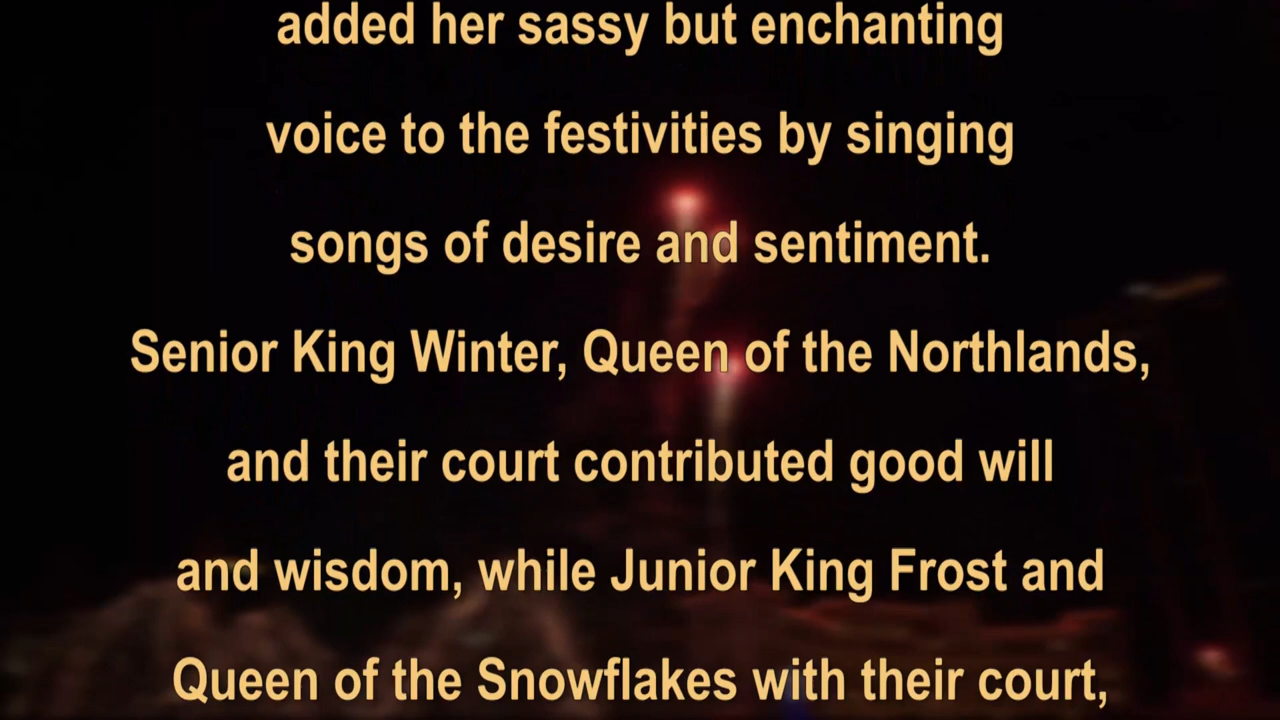 added her sassy but enchanting
voice to the festivities by singing
songs of desire and sentiment.
Senior King Winter, Queen of the Northlands,
and their court contributed good will
and wisdom, while Junior King Frost and
Queen of the Snowflakes with their court,